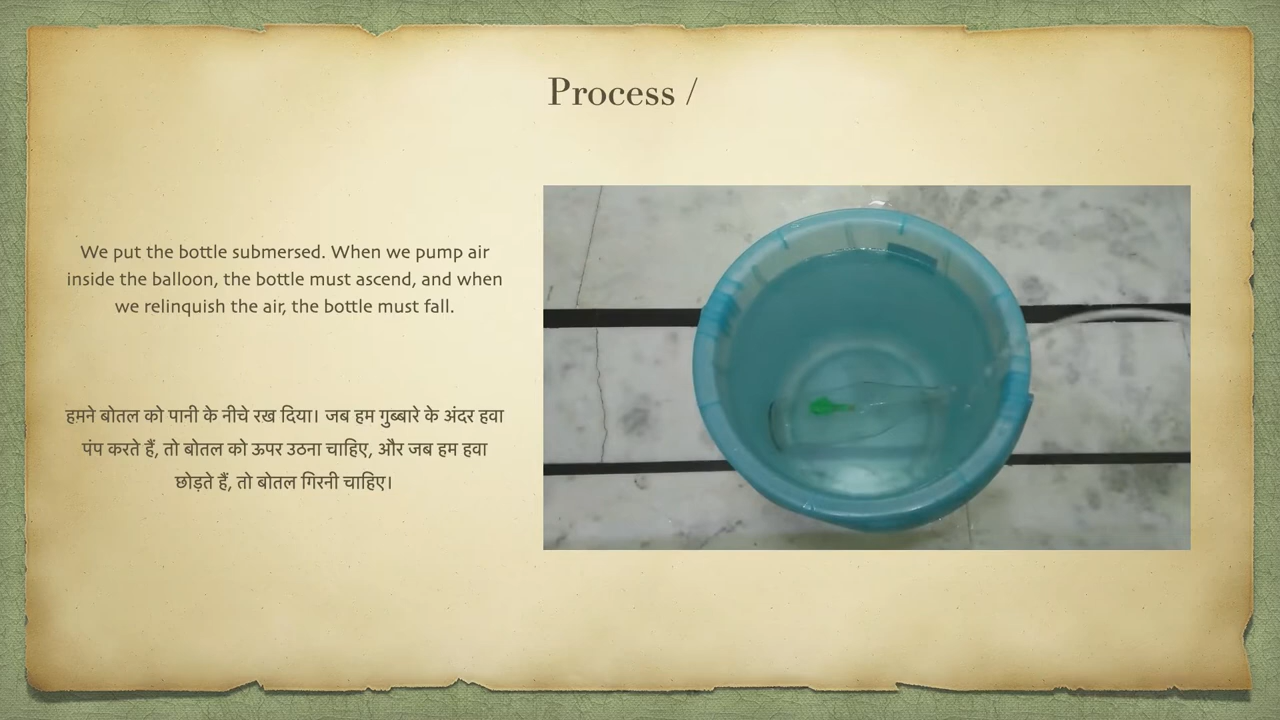 Process /
We put the bottle submersed. When we pump air
inside the balloon, the bottle must ascend, and when
we relinquish the air, the bottle must fall.
हमने बोतल को पानी के नीचे रख दिया। जब हम गुब्बारे के अंदर हवा
पंप करते हैं, तो बोतल को ऊपर उठना चाहिए, और जब हम हवा
छोड़ते हैं, तो बोतल गिरनी चाहिए।